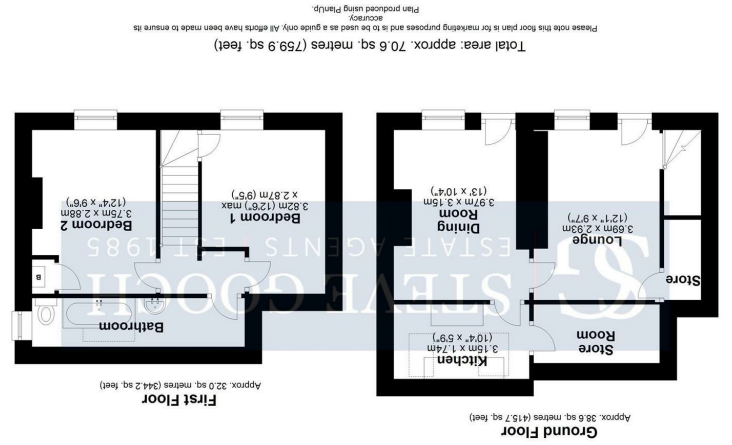 Ground Floor
Approx. 38.6 sq. metres (415.7 sq. feet)
Store
Room
Kitchen
3.15m x 1.74m
(10'4" x 5'9")
Store
Lounge
3.69m x 2.93m
(12'1" x 9'7")
Dining
Room
3.97m x 3.15m
(13' x 10'4")
First Floor
Approx. 32.0 sq. metres (344.2 sq. feet)
Bathroom
B
Bedroom 1
3.82m (12'6") max
x 2.87m (9'5")
Bedroom 2
3.75m x 2.88m
(12'4" x 9'6")
SG
STEVE GOOCH
ESTATE AGENTS | EST 1985
Total area: approx. 70.6 sq. metres (759.9 sq. feet)
Please note this floor plan is for marketing purposes and is to be used as a guide only. All efforts have been made to ensure its
accuracy.
Plan produced using PlanUp.